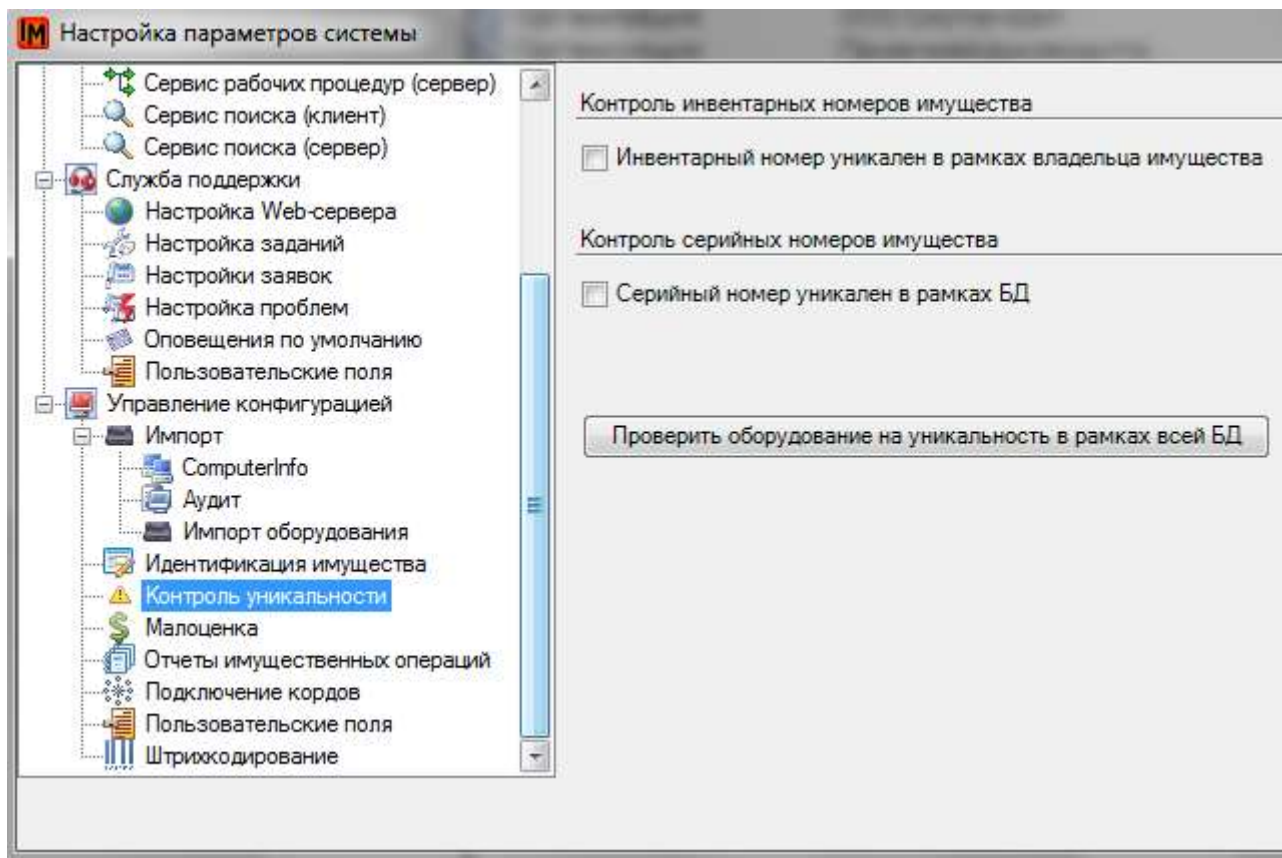 IM Настройка параметров системы
Сервис рабочих процедур (сервер)
Сервис поиска (клиент)
Сервис поиска (сервер)
Служба поддержки
Настройка Web-сервера
Настройка заданий
Настройки заявок
Настройка проблем
Оповещения по умолчанию
Пользовательские поля
Управление конфигурацией
Импорт
ComputerInfo
Аудит
Импорт оборудования
Идентификация имущества
Контроль уникальности
Малоценка
Отчеты имущественных операций
Подключение кордов
Пользовательские поля
Штрихкодирование
Контроль инвентарных номеров имущества
Инвентарный номер уникален в рамках владельца имущества
Контроль серийных номеров имущества
Серийный номер уникален в рамках БД
Проверить оборудование на уникальность в рамках всей БД